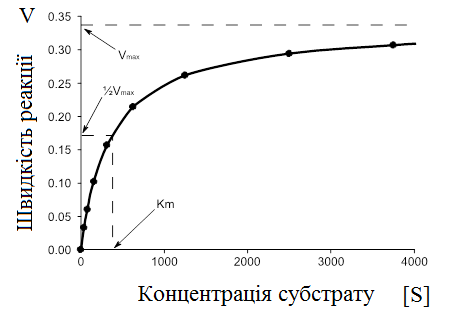 V
0.35
0.30
0.25
0.20
0.15
0.10
0.05
0.00
Швидкість реакції
Vmax
½Vmax
Km
0
1000
2000
3000
4000
Концентрація субстрату [S]